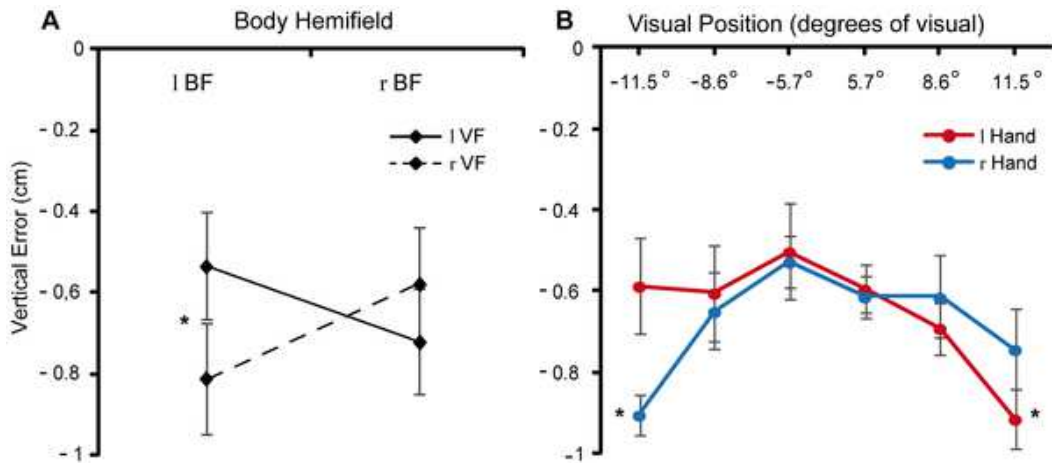 A
Body Hemifield
0
l BF
r BF
- 0.2
l VF
r VF
- 0.4
- 0.6
*
- 0.8
- 1
Vertical Error (cm)
B
Visual Position (degrees of visual)
0
-11.5°
-8.6°
-5.7°
5.7°
8.6°
11.5°
-0.2
l Hand
r Hand
-0.4
-0.6
-0.8
*
*
-1